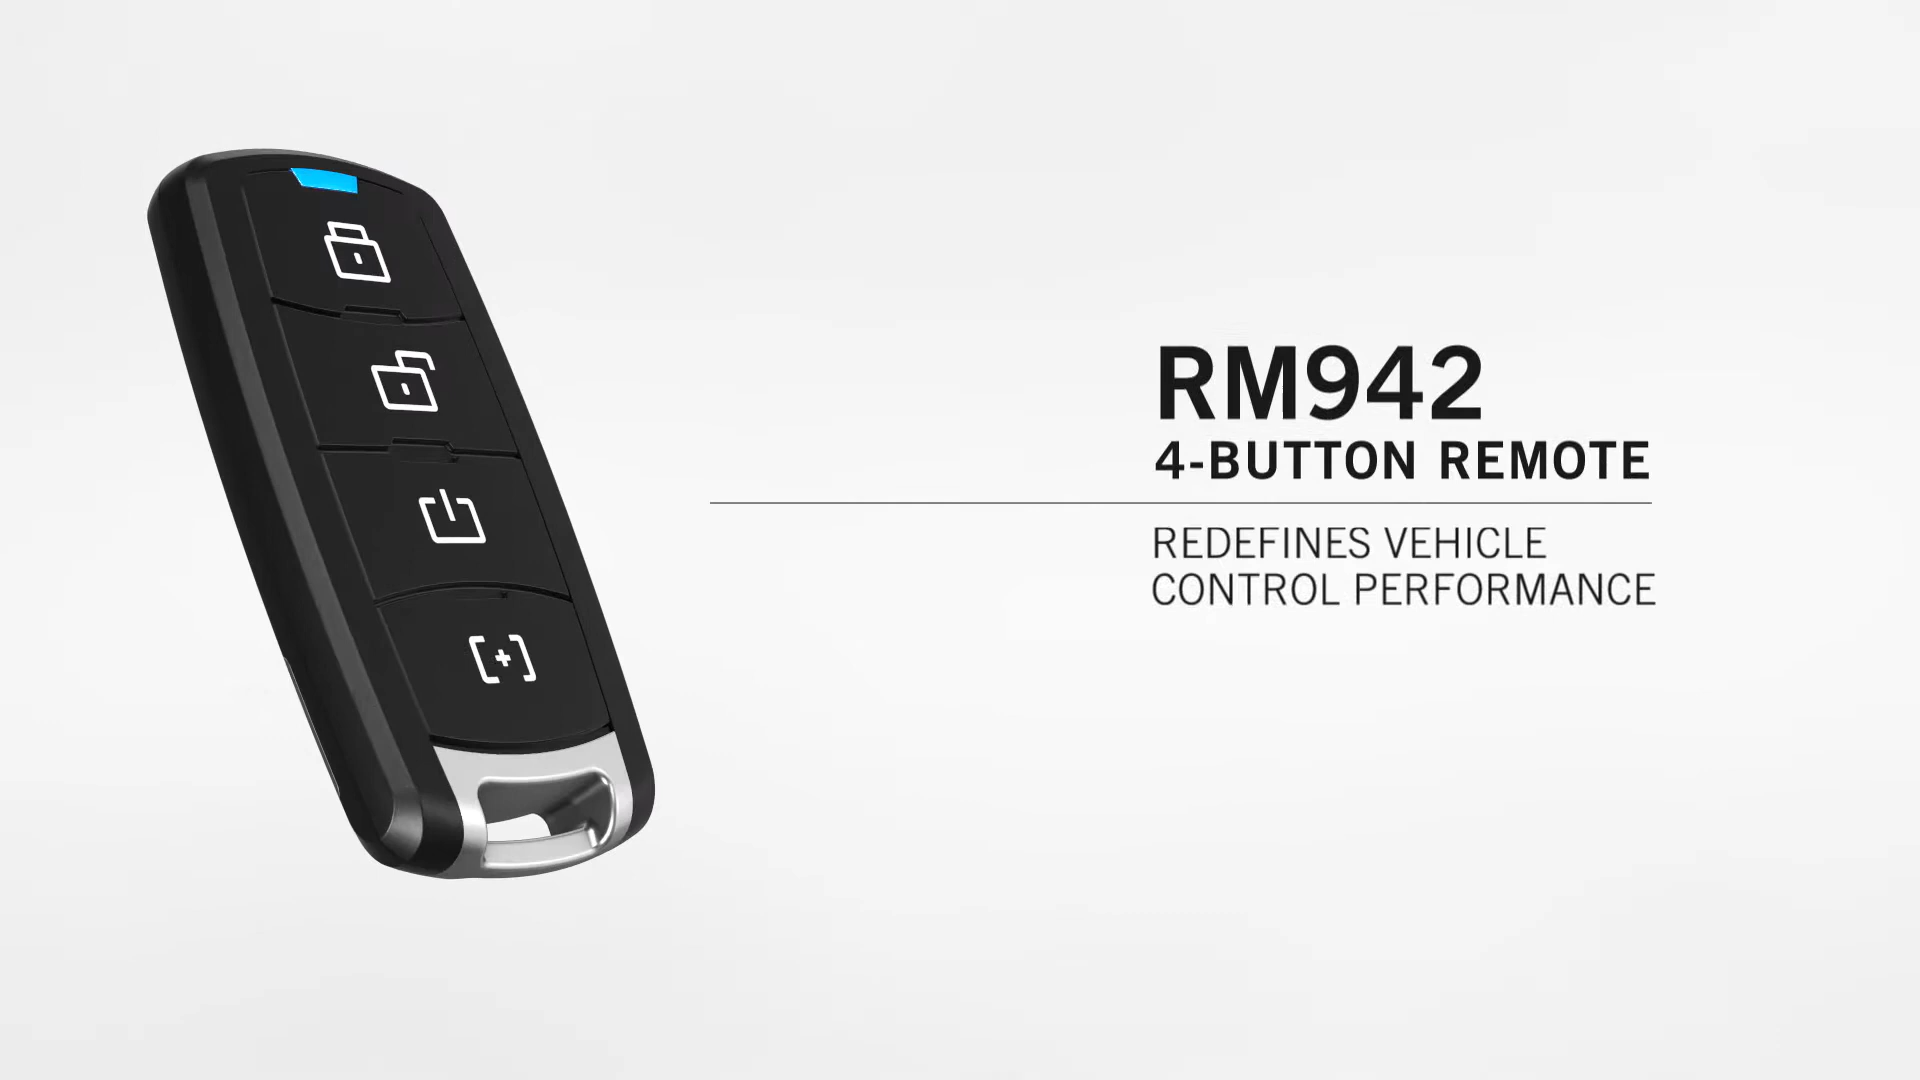 RM942
4-BUTTON REMOTE
REDEFINES VEHICLE
CONTROL PERFORMANCE